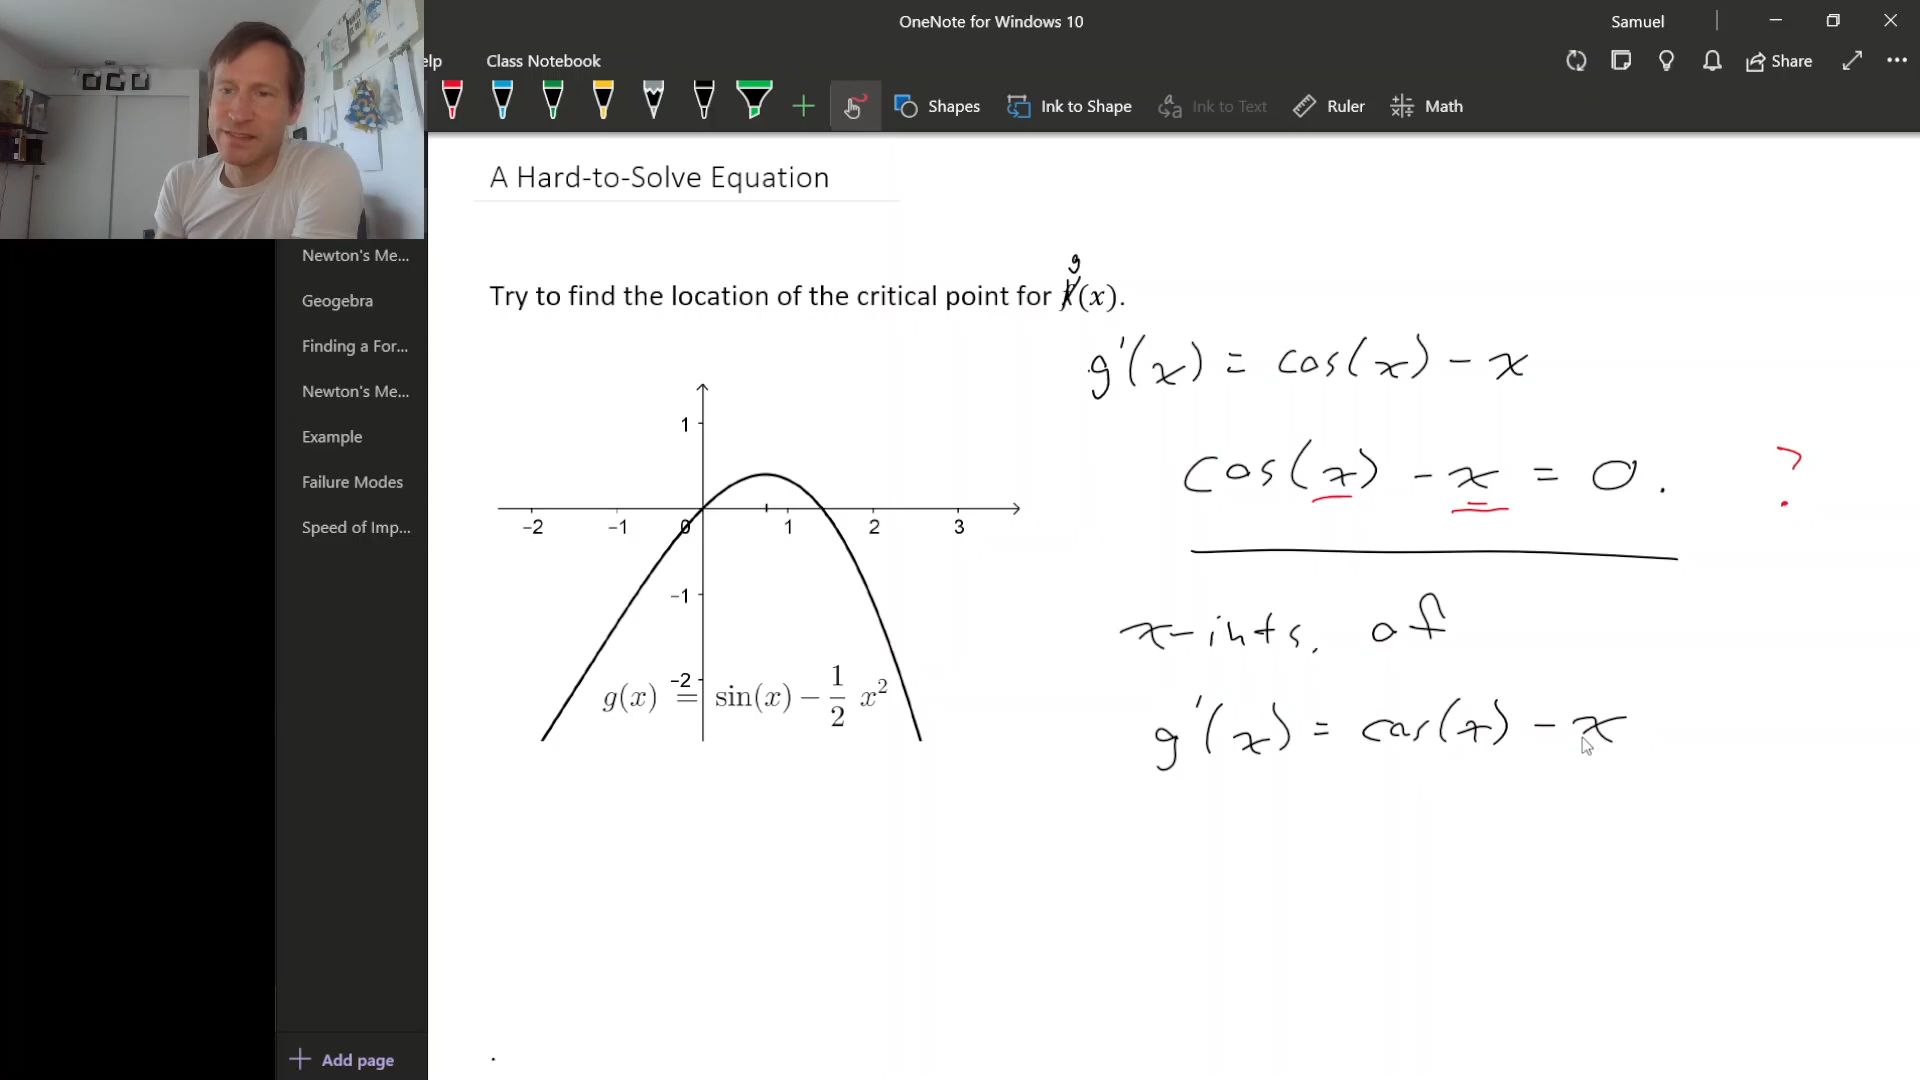 OneNote for Windows 10
Samuel
elp
Class Notebook
Share
Shapes
Ink to Shape
Ink to Text
Ruler
Math
A Hard-to-Solve Equation
Newton's Me...
Geogebra
Finding a For...
Newton's Me...
Example
Failure Modes
Speed of Imp...
Add page
g
Try to find the location of the critical point for f(x).
g'(x) = cos(x) - x
cos(x) - x = 0. ?
x-ints. of
g'(x) = cos(x) - x
1
-2 -1 0 1 2 3
-1
-2
g(x) = sin(x) − 1/2 x²